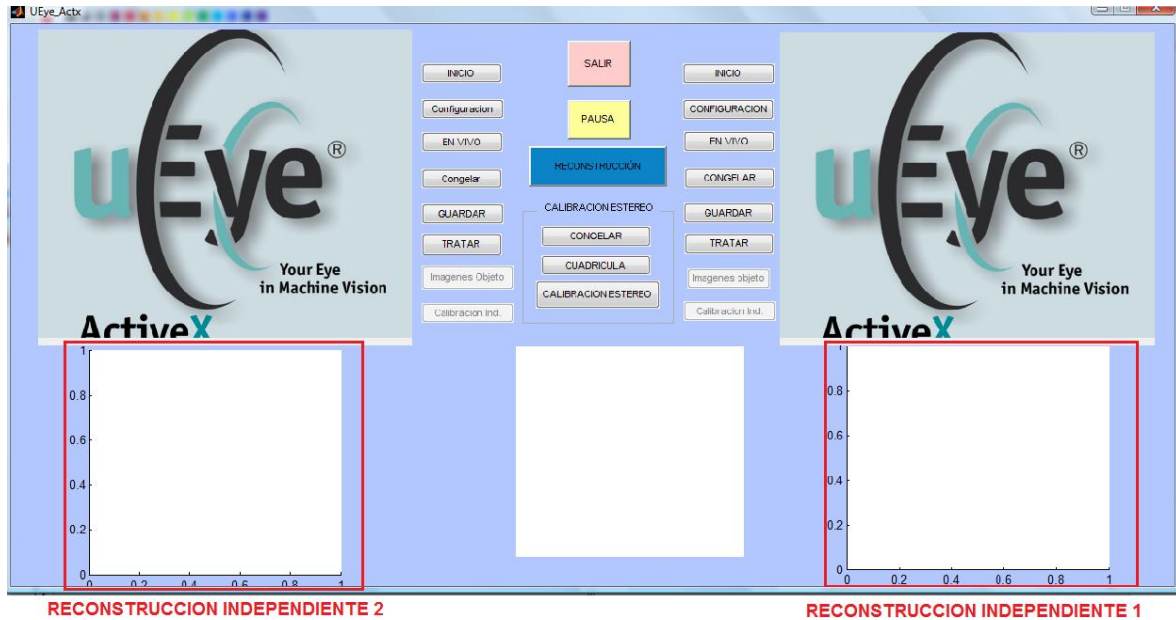 UEye_Actx
uEye®
Your Eye
in Machine Vision
ActiveX
INICIO
Configuracion
EN VIVO
Congelar
GUARDAR
TRATAR
Imagenes Objeto
Calibracion Ind.
SALIR
PAUSA
RECONSTRUCCIÓN
CALIBRACION ESTEREO
CONGELAR
CUADRICULA
CALIBRACION ESTEREO
INICIO
CONFIGURACION
EN VIVO
CONGELAR
GUARDAR
TRATAR
Imagenes objeto
Calibracion Ind.
uEye®
Your Eye
in Machine Vision
ActiveX
1
0.8
0.6
0.4
0.2
0
0 0.2 0.4 0.6 0.8 1
1
0.8
0.6
0.4
0.2
0
0 0.2 0.4 0.6 0.8 1
RECONSTRUCCION INDEPENDIENTE 2
RECONSTRUCCION INDEPENDIENTE 1